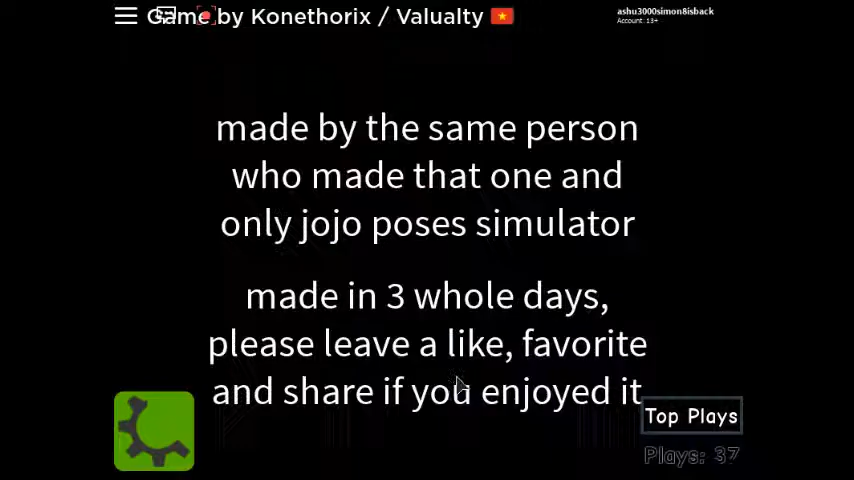 Game by Konethorix / Valualty
ashu3000simon8isback
Account: 13+
made by the same person
who made that one and
only jojo poses simulator
made in 3 whole days,
please leave a like, favorite
and share if you enjoyed it
Top Plays
Plays: 37